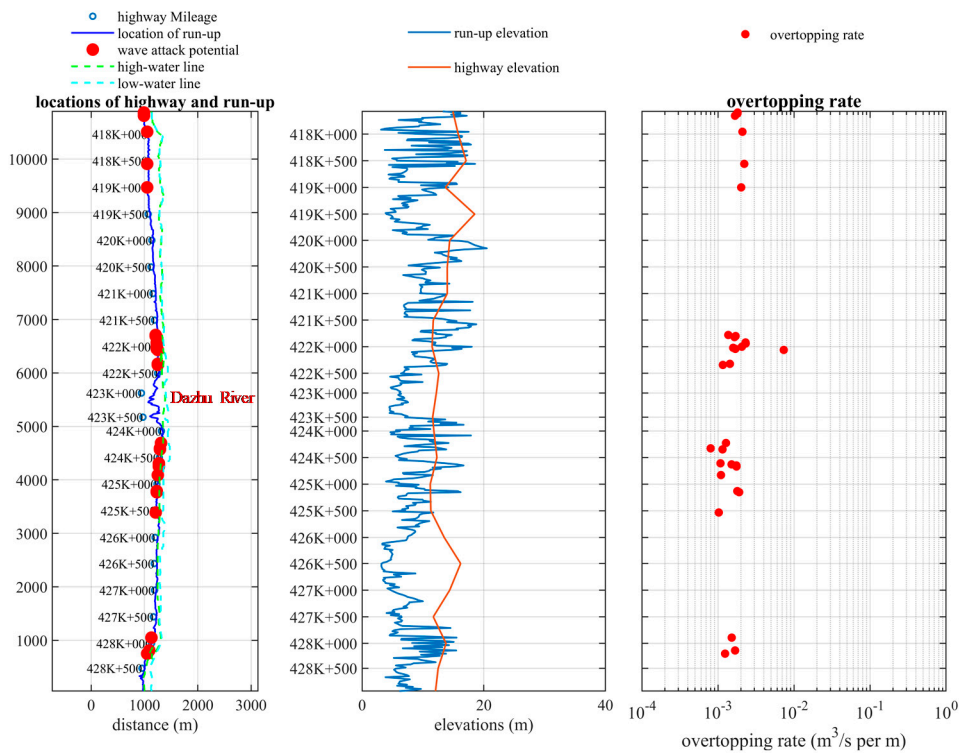 highway Mileage
location of run-up
wave attack potential
high-water line
low-water line
locations of highway and run-up
10000
9000
8000
7000
6000
5000
4000
3000
2000
1000
418K+000
418K+500
419K+000
419K+500
420K+000
420K+500
421K+000
421K+500
422K+000
422K+500
423K+000
423K+500
424K+000
424K+500
425K+000
425K+500
426K+000
426K+500
427K+000
427K+500
428K+000
428K+500
Dazhu River
0 1000 2000 3000
distance (m)
run-up elevation
highway elevation
418K+000
418K+500
419K+000
419K+500
420K+000
420K+500
421K+000
421K+500
422K+000
422K+500
423K+000
423K+500
424K+000
424K+500
425K+000
425K+500
426K+000
426K+500
427K+000
427K+500
428K+000
428K+500
0 20 40
elevations (m)
overtopping rate
overtopping rate
10⁻⁴ 10⁻³ 10⁻² 10⁻¹ 10⁰
overtopping rate (m³/s per m)